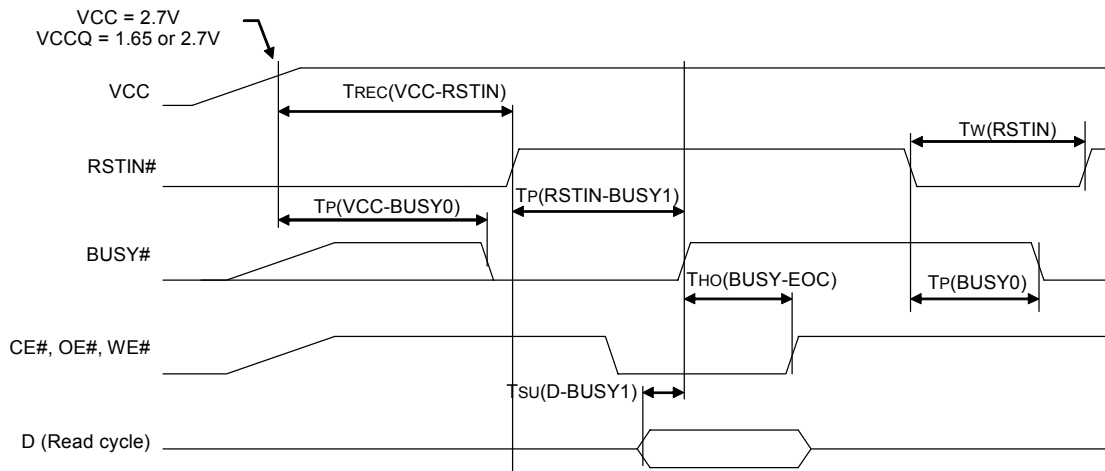 VCC = 2.7V
VCCQ = 1.65 or 2.7V
VCC
TREC(VCC-RSTIN)
TW(RSTIN)
RSTIN#
TP(VCC-BUSY0)
TP(RSTIN-BUSY1)
BUSY#
THO(BUSY-EOC)
TP(BUSY0)
CE#, OE#, WE#
TSU(D-BUSY1)
D (Read cycle)